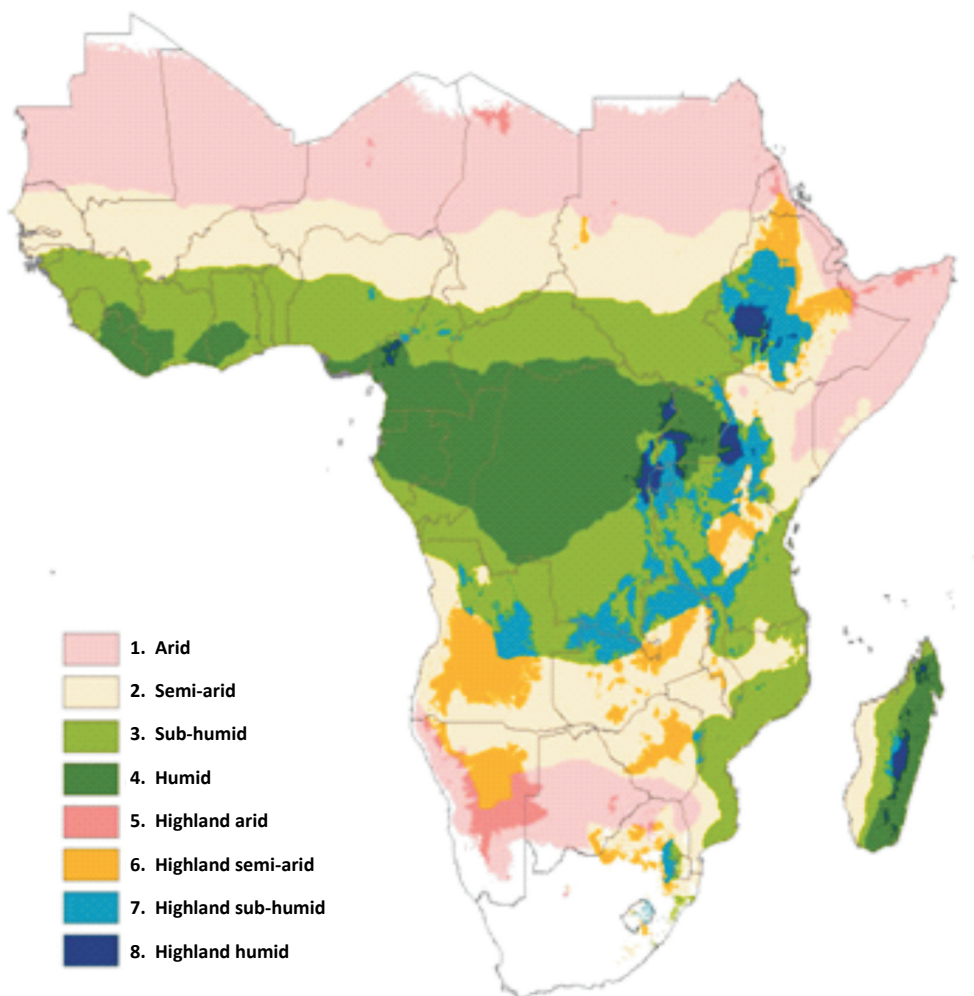 1. Arid
2. Semi-arid
3. Sub-humid
4. Humid
5. Highland arid
6. Highland semi-arid
7. Highland sub-humid
8. Highland humid